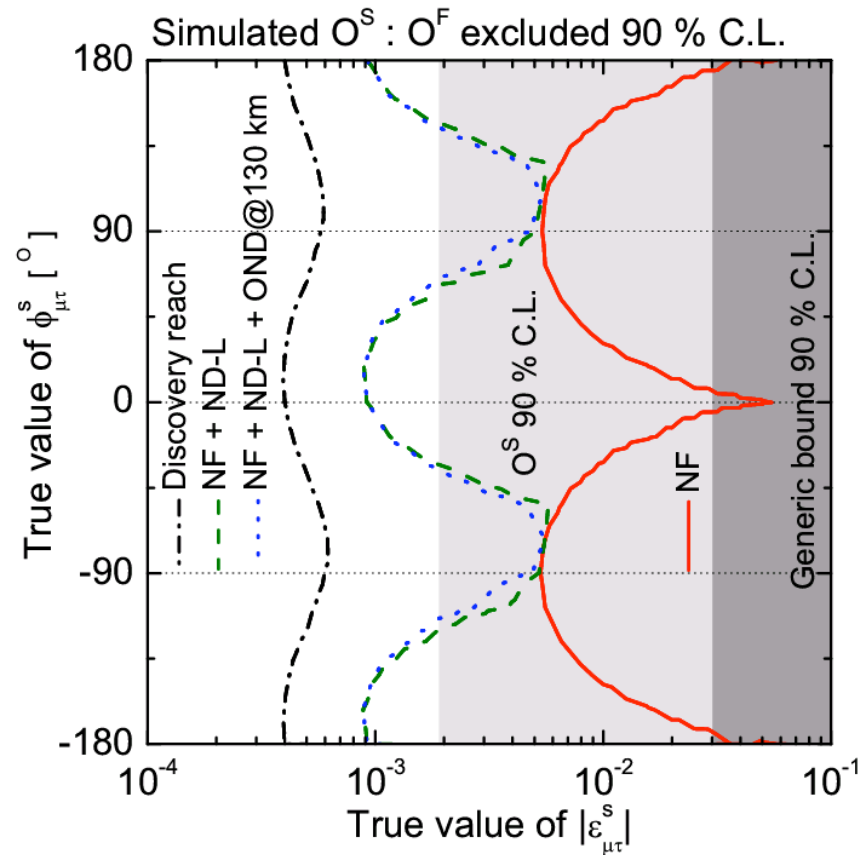 Simulated O^S : O^F excluded 90 % C.L.
180
90
0
-90
-180
True value of ϕ^s_μτ [ ° ]
Discovery reach
NF + ND-L
NF + ND-L + OND@130 km
O^S 90 % C.L.
NF
Generic bound 90 % C.L.
10^-4
10^-3
10^-2
10^-1
True value of |ε^s_μτ|